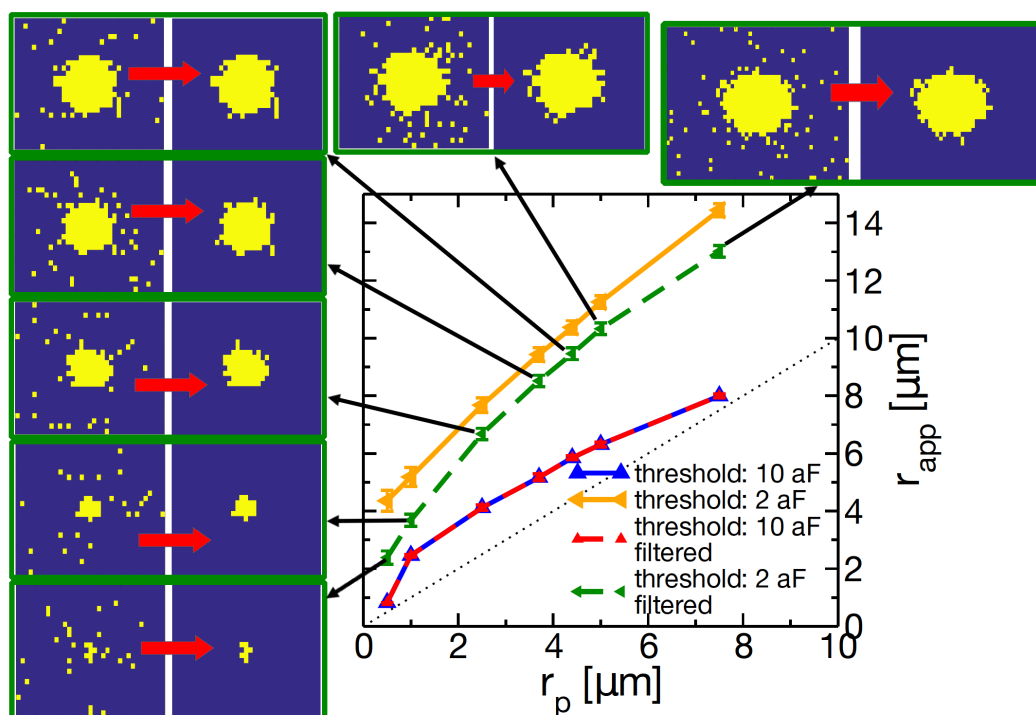 14
12
10
8
6
4
2
0
r_app [μm]
threshold: 10 aF
threshold: 2 aF
threshold: 10 aF
filtered
threshold: 2 aF
filtered
0 2 4 6 8 10
r_p [μm]